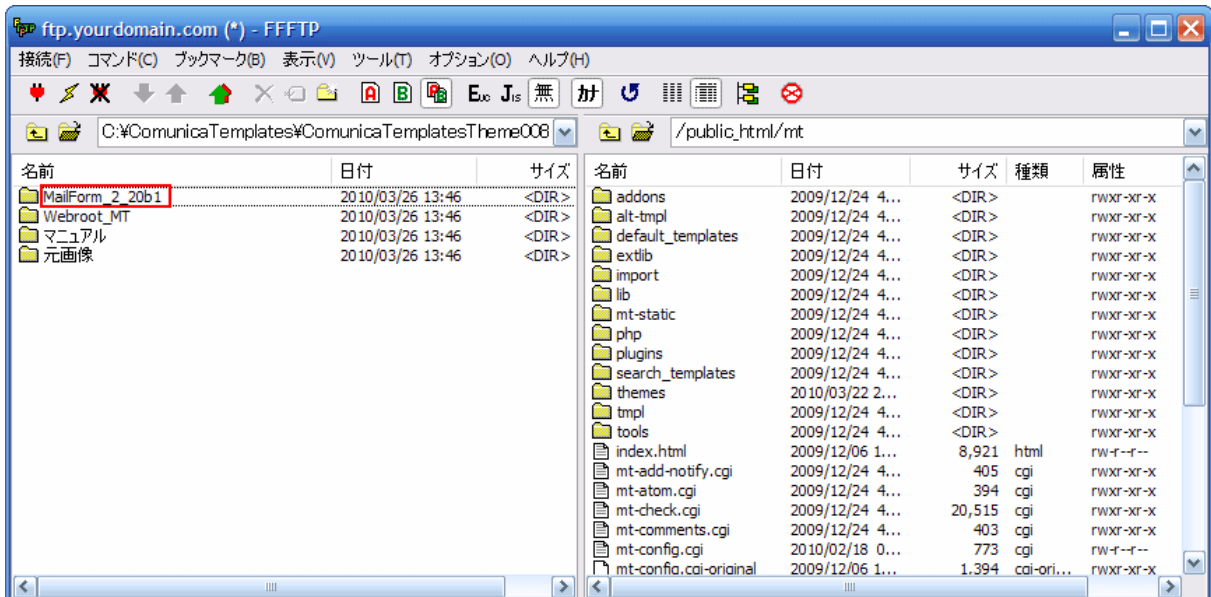 ftp.yourdomain.com (*) - FFFTP
接続(F) コマンド(C) ブックマーク(B) 表示(V) ツール(T) オプション(O) ヘルプ(H)
A B Euc JIS 無 ｶﾅ
C:¥ComunicaTemplates¥ComunicaTemplatesTheme008
名前 日付 サイズ
MailForm_2_20b1 2010/03/26 13:46 <DIR>
Webroot_MT 2010/03/26 13:46 <DIR>
マニュアル 2010/03/26 13:46 <DIR>
元画像 2010/03/26 13:46 <DIR>
/public_html/mt
名前 日付 サイズ 種類 属性
addons 2009/12/24 4... <DIR> rwxr-xr-x
alt-tmpl 2009/12/24 4... <DIR> rwxr-xr-x
default_templates 2009/12/24 4... <DIR> rwxr-xr-x
extlib 2009/12/24 4... <DIR> rwxr-xr-x
import 2009/12/24 4... <DIR> rwxr-xr-x
lib 2009/12/24 4... <DIR> rwxr-xr-x
mt-static 2009/12/24 4... <DIR> rwxr-xr-x
php 2009/12/24 4... <DIR> rwxr-xr-x
plugins 2009/12/24 4... <DIR> rwxr-xr-x
search_templates 2009/12/24 4... <DIR> rwxr-xr-x
themes 2010/03/22 2... <DIR> rwxr-xr-x
tmpl 2009/12/24 4... <DIR> rwxr-xr-x
tools 2009/12/24 4... <DIR> rwxr-xr-x
index.html 2009/12/06 1... 8,921 html rw-r--r--
mt-add-notify.cgi 2009/12/24 4... 405 cgi rwxr-xr-x
mt-atom.cgi 2009/12/24 4... 394 cgi rwxr-xr-x
mt-check.cgi 2009/12/24 4... 20,515 cgi rwxr-xr-x
mt-comments.cgi 2009/12/24 4... 403 cgi rwxr-xr-x
mt-config.cgi 2010/02/18 0... 773 cgi rw-r--r--
mt-config.cgi-original 2009/12/06 1... 1,394 cgi-ori... rwxr-xr-x